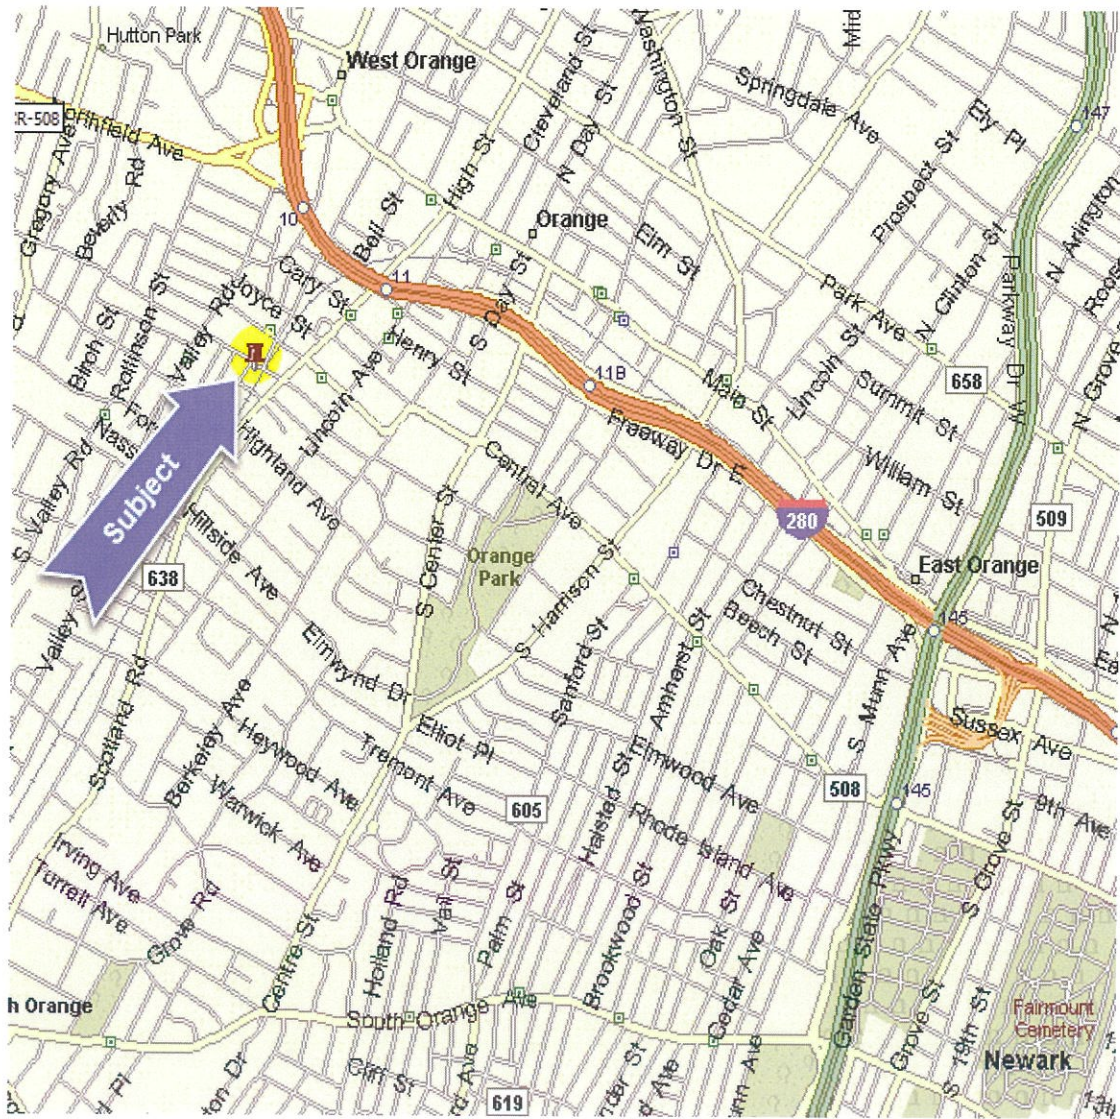 Hutton Park
West Orange
Cleveland St
N Day St
Washington St
Springdale Ave
Ely Pl
147
Prospect St
Gregory Ave
Beverly Rd
High St
Bell St
10
Orange
Elm St
N Clinton St
Parkway Dr W
N Arlington
Park Ave
Cary St
11
S Day St
Joyce St
Valley Rd
Rollinson St
Birch St
Henry St
Lincoln Ave
11B
Main St
Lincoln St
Summit St
658
N Grove
Freeway Dr E
William St
S Valley Rd
Highland Ave
Central Ave
Subject
280
509
Hillside Ave
S Center St
Orange
Park
S Harrison St
East Orange
638
Chestnut St
Beech St
145
Valley
Scotland Rd
Elmwynd Dr
Sanford St
Amherst St
S Munn Ave
Berkeley Ave
Heywood Ave
Elliot Pl
Tremont Ave
Elmwood Ave
Sussex Ave
508
145
605
Warwick Ave
Halsted St
Rhode Island Ave
9th Ave
S Grove St
Irving Ave
Turrell Ave
Grove Rd
Holland Rd
Vail St
Palm St
Brookwood St
Oak St
Cedar Ave
Garden State Pkwy
Centre St
h Orange
South Orange Ave
Grove St
S 19th St
Fairmount
Cemetery
Newark
Cliff St
619